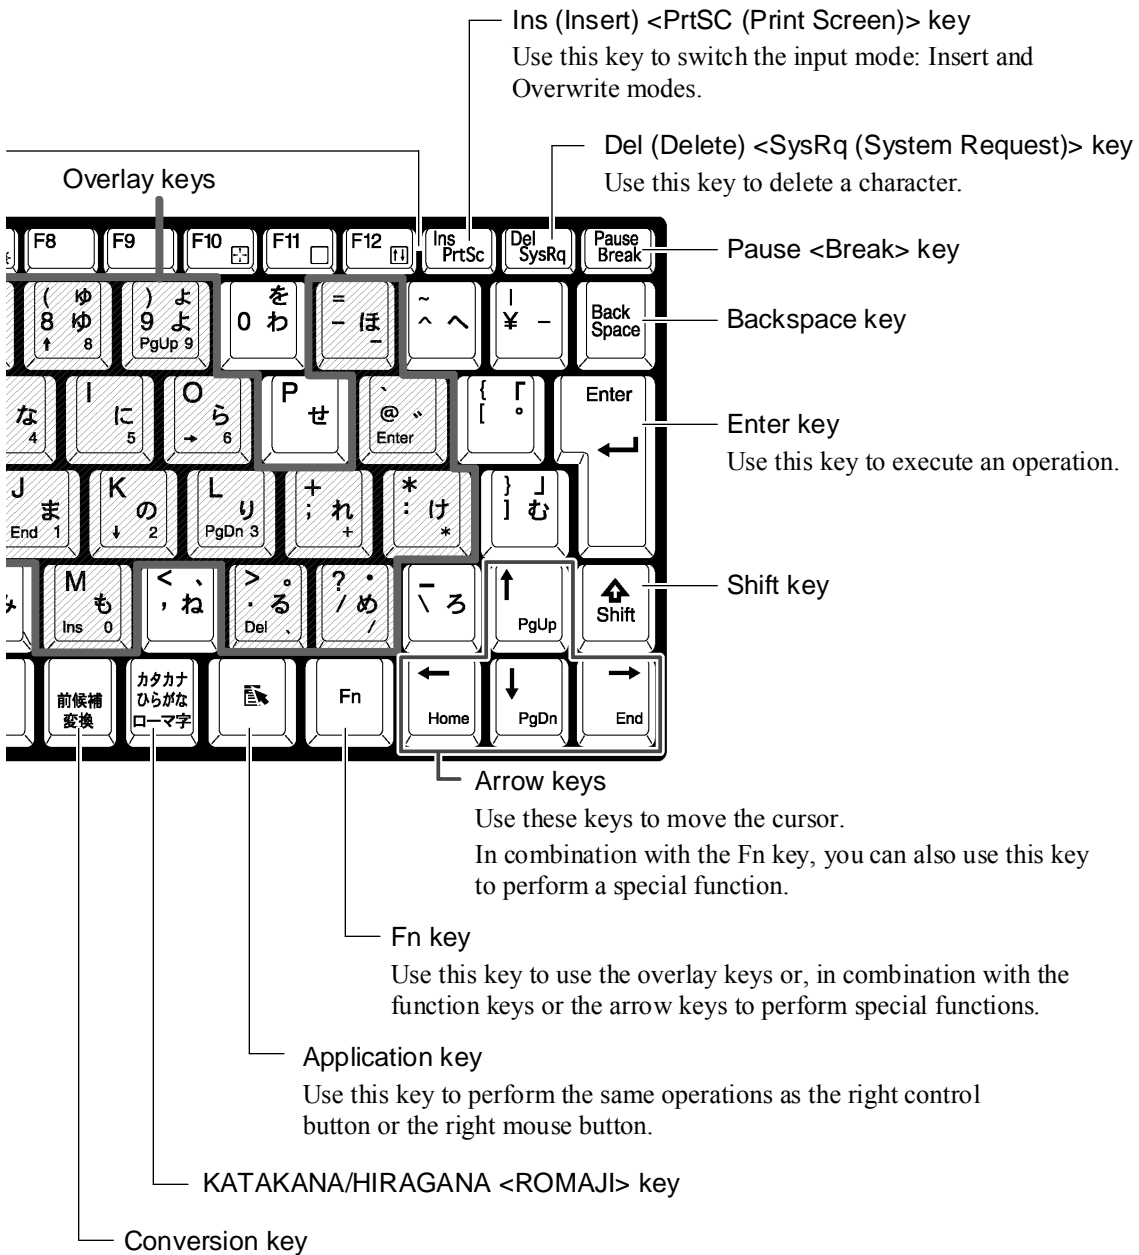 Ins (Insert) <PrtSC (Print Screen)> key
Use this key to switch the input mode: Insert and
Overwrite modes.
Del (Delete) <SysRq (System Request)> key
Use this key to delete a character.
Overlay keys
Pause <Break> key
Backspace key
Enter key
Use this key to execute an operation.
Shift key
F8 F9 F10 F11 F12 Ins PrtSc Del SysRq Pause Break
( ゅ 8 ゆ ↑ 8
) ょ 9 よ PgUp 9
を 0 わ
= - ほ −
~ ^ へ
| ¥ ー
Back Space
な 4
I に 5
O ら → 6
P せ
` @ ゛ Enter
{ 「 [ ゜
Enter ←
J ま End 1
K の ↓ 2
L り PgDn 3
+ ; れ +
* : け *
} 」 ] む
み
M も Ins 0
< 、 , ね
> 。 . る Del .
? ・ / め /
_ \ ろ
↑ PgUp
Shift
前候補
変換
カタカナ
ひらがな
ローマ字
Fn
← Home
↓ PgDn
→ End
Arrow keys
Use these keys to move the cursor.
In combination with the Fn key, you can also use this key
to perform a special function.
Fn key
Use this key to use the overlay keys or, in combination with the
function keys or the arrow keys to perform special functions.
Application key
Use this key to perform the same operations as the right control
button or the right mouse button.
KATAKANA/HIRAGANA <ROMAJI> key
Conversion key